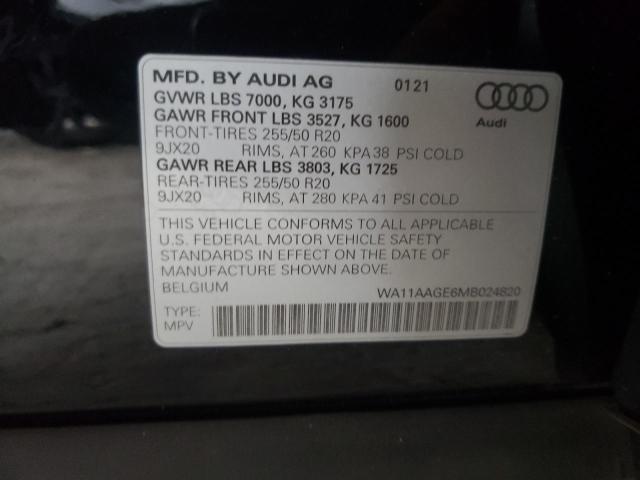 MFD. BY AUDI AG 0121
GVWR LBS 7000, KG 3175
GAWR FRONT LBS 3527, KG 1600
Audi
FRONT-TIRES 255/50 R20
9JX20 RIMS, AT 260 KPA 38 PSI COLD
GAWR REAR LBS 3803, KG 1725
REAR-TIRES 255/50 R20
9JX20 RIMS, AT 280 KPA 41 PSI COLD
THIS VEHICLE CONFORMS TO ALL APPLICABLE
U.S. FEDERAL MOTOR VEHICLE SAFETY
STANDARDS IN EFFECT ON THE DATE OF
MANUFACTURE SHOWN ABOVE.
BELGIUM WA11AAGE6MB024820
TYPE:
MPV